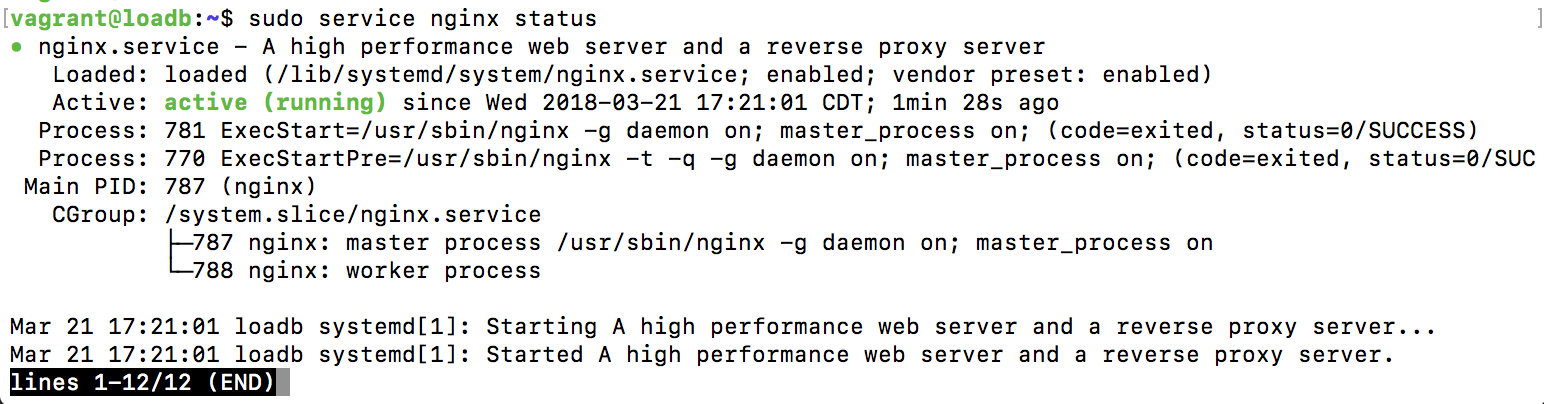 [vagrant@loadb:~$ sudo service nginx status ]
● nginx.service - A high performance web server and a reverse proxy server
   Loaded: loaded (/lib/systemd/system/nginx.service; enabled; vendor preset: enabled)
   Active: active (running) since Wed 2018-03-21 17:21:01 CDT; 1min 28s ago
  Process: 781 ExecStart=/usr/sbin/nginx -g daemon on; master_process on; (code=exited, status=0/SUCCESS)
  Process: 770 ExecStartPre=/usr/sbin/nginx -t -q -g daemon on; master_process on; (code=exited, status=0/SUC
 Main PID: 787 (nginx)
   CGroup: /system.slice/nginx.service
           ├─787 nginx: master process /usr/sbin/nginx -g daemon on; master_process on
           └─788 nginx: worker process

Mar 21 17:21:01 loadb systemd[1]: Starting A high performance web server and a reverse proxy server...
Mar 21 17:21:01 loadb systemd[1]: Started A high performance web server and a reverse proxy server.
lines 1-12/12 (END)